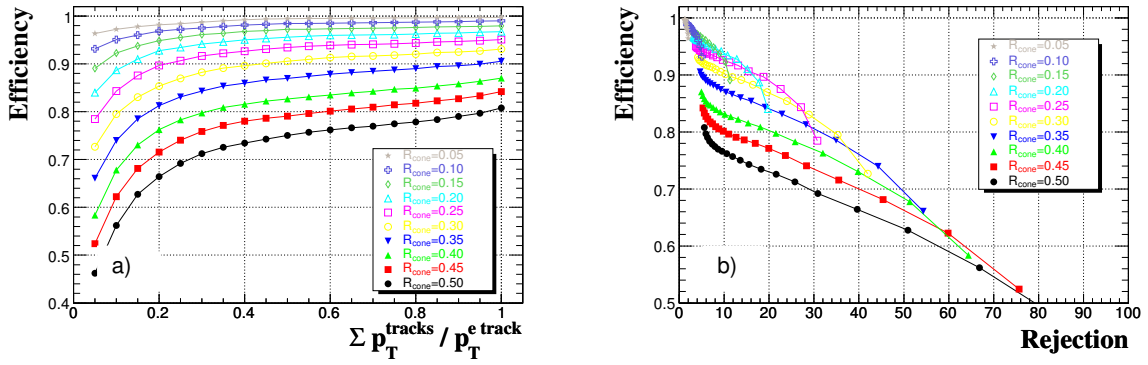 Efficiency
1
0.9
0.8
0.7
0.6
0.5
0.4
0
0.2
0.4
0.6
0.8
1
Σ p_T^tracks / p_T^e track
a)
R_cone=0.05
R_cone=0.10
R_cone=0.15
R_cone=0.20
R_cone=0.25
R_cone=0.30
R_cone=0.35
R_cone=0.40
R_cone=0.45
R_cone=0.50
Efficiency
1
0.9
0.8
0.7
0.6
0.5
0
10
20
30
40
50
60
70
80
90
100
Rejection
b)
R_cone=0.05
R_cone=0.10
R_cone=0.15
R_cone=0.20
R_cone=0.25
R_cone=0.30
R_cone=0.35
R_cone=0.40
R_cone=0.45
R_cone=0.50